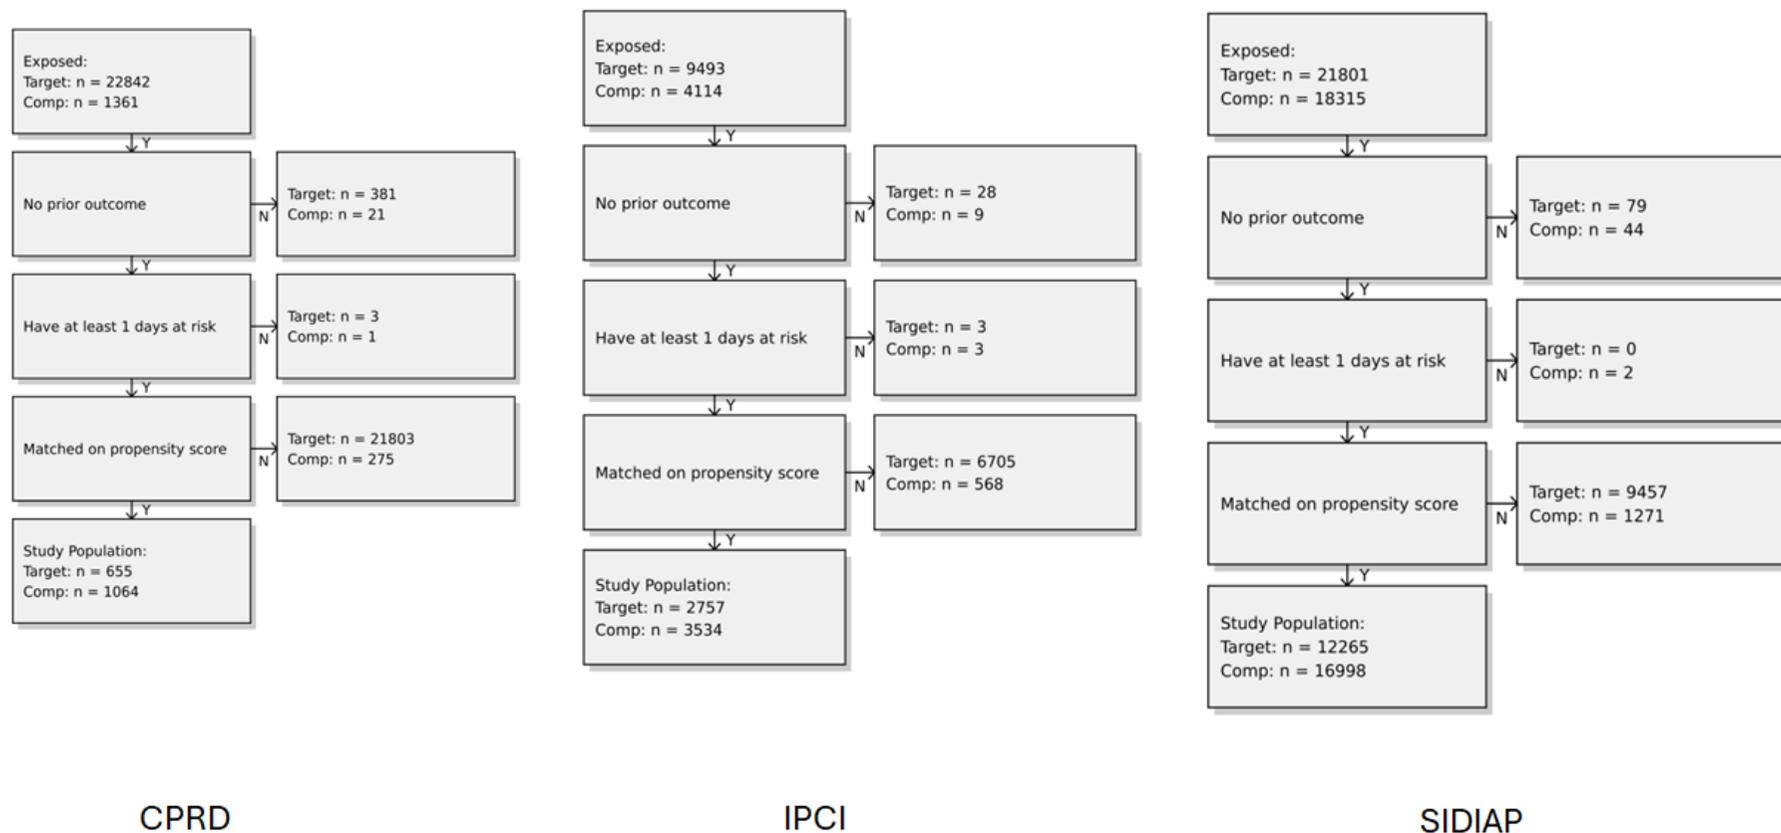 Exposed:
Target: n = 22842
Comp: n = 1361
Y
No prior outcome
N
Target: n = 381
Comp: n = 21
Y
Have at least 1 days at risk
N
Target: n = 3
Comp: n = 1
Y
Matched on propensity score
N
Target: n = 21803
Comp: n = 275
Y
Study Population:
Target: n = 655
Comp: n = 1064
CPRD
Exposed:
Target: n = 9493
Comp: n = 4114
Y
No prior outcome
N
Target: n = 28
Comp: n = 9
Y
Have at least 1 days at risk
N
Target: n = 3
Comp: n = 3
Y
Matched on propensity score
N
Target: n = 6705
Comp: n = 568
Y
Study Population:
Target: n = 2757
Comp: n = 3534
IPCI
Exposed:
Target: n = 21801
Comp: n = 18315
Y
No prior outcome
N
Target: n = 79
Comp: n = 44
Y
Have at least 1 days at risk
N
Target: n = 0
Comp: n = 2
Y
Matched on propensity score
N
Target: n = 9457
Comp: n = 1271
Y
Study Population:
Target: n = 12265
Comp: n = 16998
SIDIAP